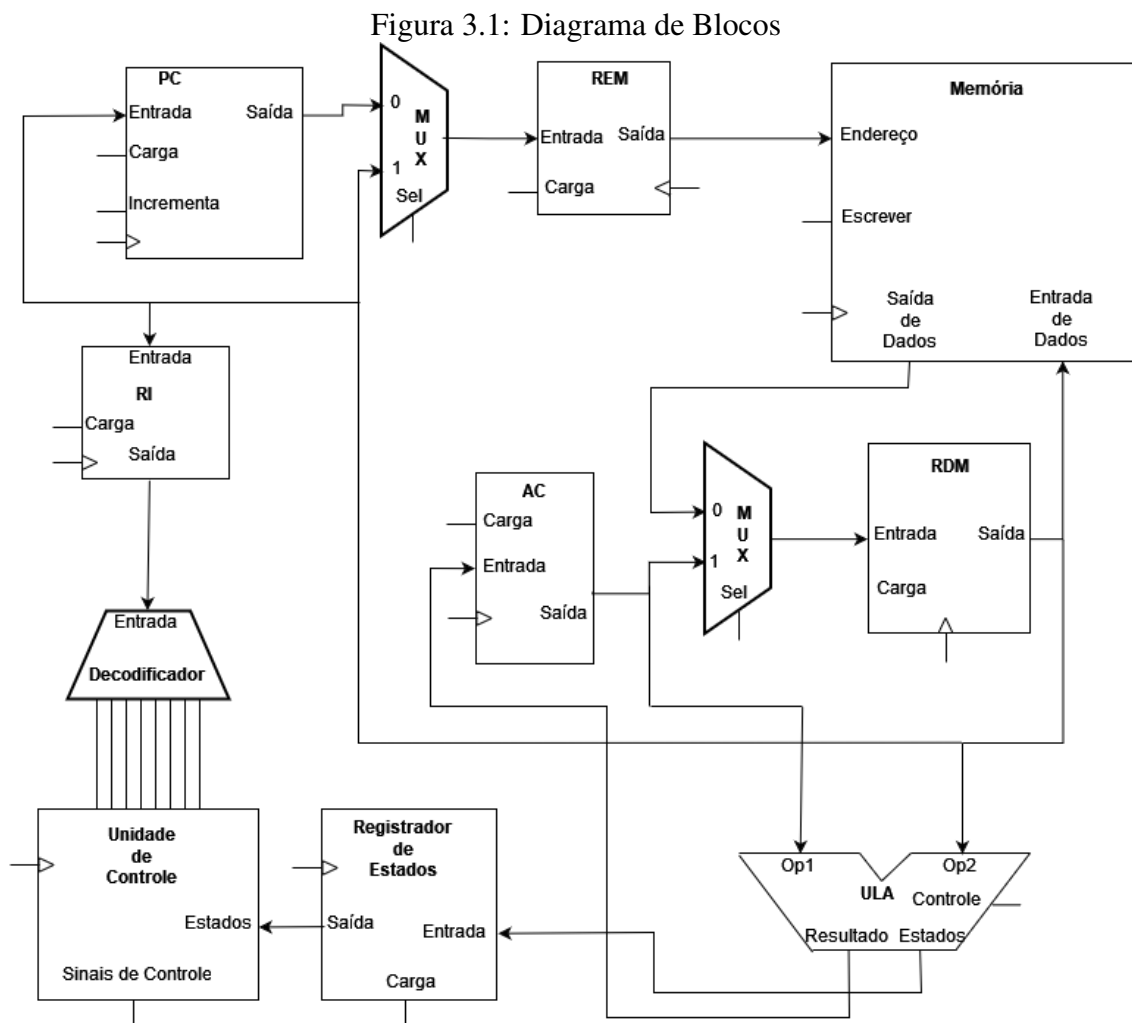 Figura 3.1: Diagrama de Blocos
PC
Entrada
Saída
Carga
Incrementa
0
1
M
U
X
Sel
REM
Entrada
Saída
Carga
Memória
Endereço
Escrever
Saída
de
Dados
Entrada
de
Dados
Entrada
RI
Carga
Saída
AC
Carga
Entrada
Saída
0
1
M
U
X
Sel
RDM
Entrada
Saída
Carga
Entrada
Decodificador
Unidade
de
Controle
Estados
Sinais de Controle
Registrador
de
Estados
Saída
Entrada
Carga
Op1
Op2
ULA
Controle
Resultado
Estados